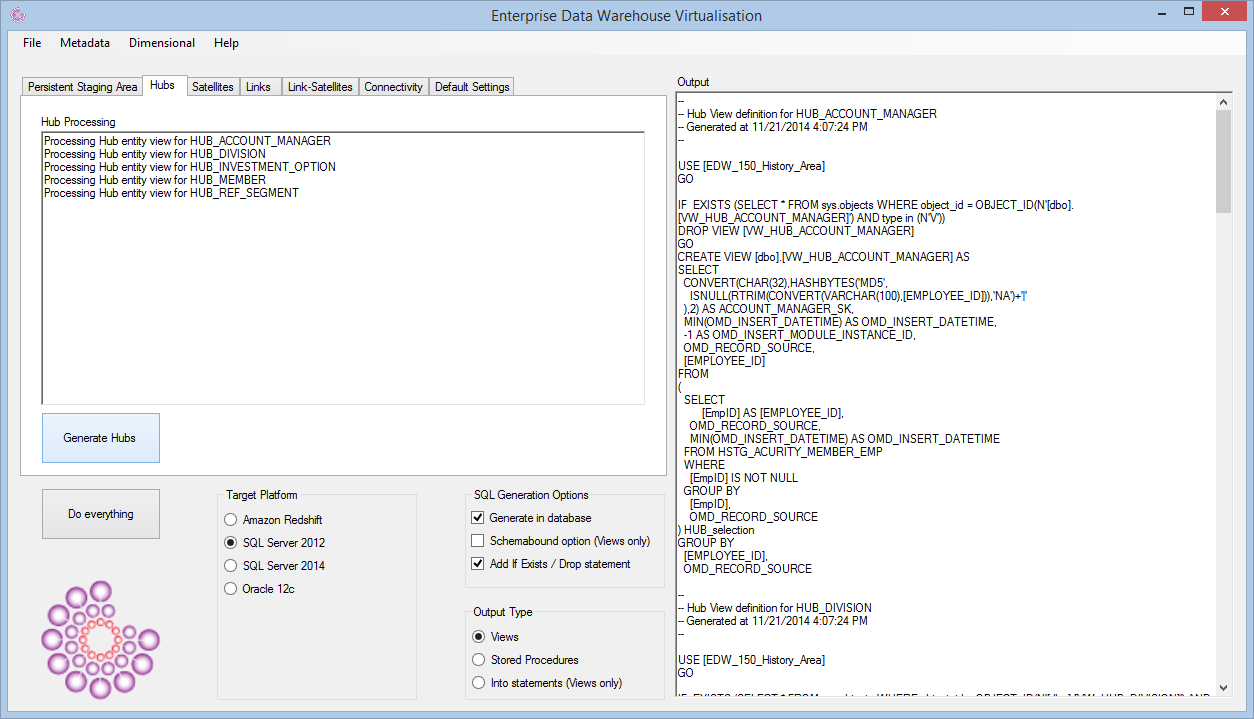 Enterprise Data Warehouse Virtualisation
File Metadata Dimensional Help
Persistent Staging Area Hubs Satellites Links Link-Satellites Connectivity Default Settings
Hub Processing
Processing Hub entity view for HUB_ACCOUNT_MANAGER
Processing Hub entity view for HUB_DIVISION
Processing Hub entity view for HUB_INVESTMENT_OPTION
Processing Hub entity view for HUB_MEMBER
Processing Hub entity view for HUB_REF_SEGMENT
Generate Hubs
Do everything
Target Platform
Amazon Redshift
SQL Server 2012
SQL Server 2014
Oracle 12c
SQL Generation Options
Generate in database
Schemabound option (Views only)
Add If Exists / Drop statement
Output Type
Views
Stored Procedures
Into statements (Views only)
Output
--
-- Hub View definition for HUB_ACCOUNT_MANAGER
-- Generated at 11/21/2014 4:07:24 PM
--
USE [EDW_150_History_Area]
GO
IF EXISTS (SELECT * FROM sys.objects WHERE object_id = OBJECT_ID(N'[dbo].
[VW_HUB_ACCOUNT_MANAGER]') AND type in (N'V'))
DROP VIEW [VW_HUB_ACCOUNT_MANAGER]
GO
CREATE VIEW [dbo].[VW_HUB_ACCOUNT_MANAGER] AS
SELECT
CONVERT(CHAR(32),HASHBYTES('MD5',
ISNULL(RTRIM(CONVERT(VARCHAR(100),[EMPLOYEE_ID])),'NA')+'|'
),2) AS ACCOUNT_MANAGER_SK,
MIN(OMD_INSERT_DATETIME) AS OMD_INSERT_DATETIME,
-1 AS OMD_INSERT_MODULE_INSTANCE_ID,
OMD_RECORD_SOURCE,
[EMPLOYEE_ID]
FROM
(
SELECT
[EmpID] AS [EMPLOYEE_ID],
OMD_RECORD_SOURCE,
MIN(OMD_INSERT_DATETIME) AS OMD_INSERT_DATETIME
FROM HSTG_ACURITY_MEMBER_EMP
WHERE
[EmpID] IS NOT NULL
GROUP BY
[EmpID],
OMD_RECORD_SOURCE
) HUB_selection
GROUP BY
[EMPLOYEE_ID],
OMD_RECORD_SOURCE
--
-- Hub View definition for HUB_DIVISION
-- Generated at 11/21/2014 4:07:24 PM
--
USE [EDW_150_History_Area]
GO